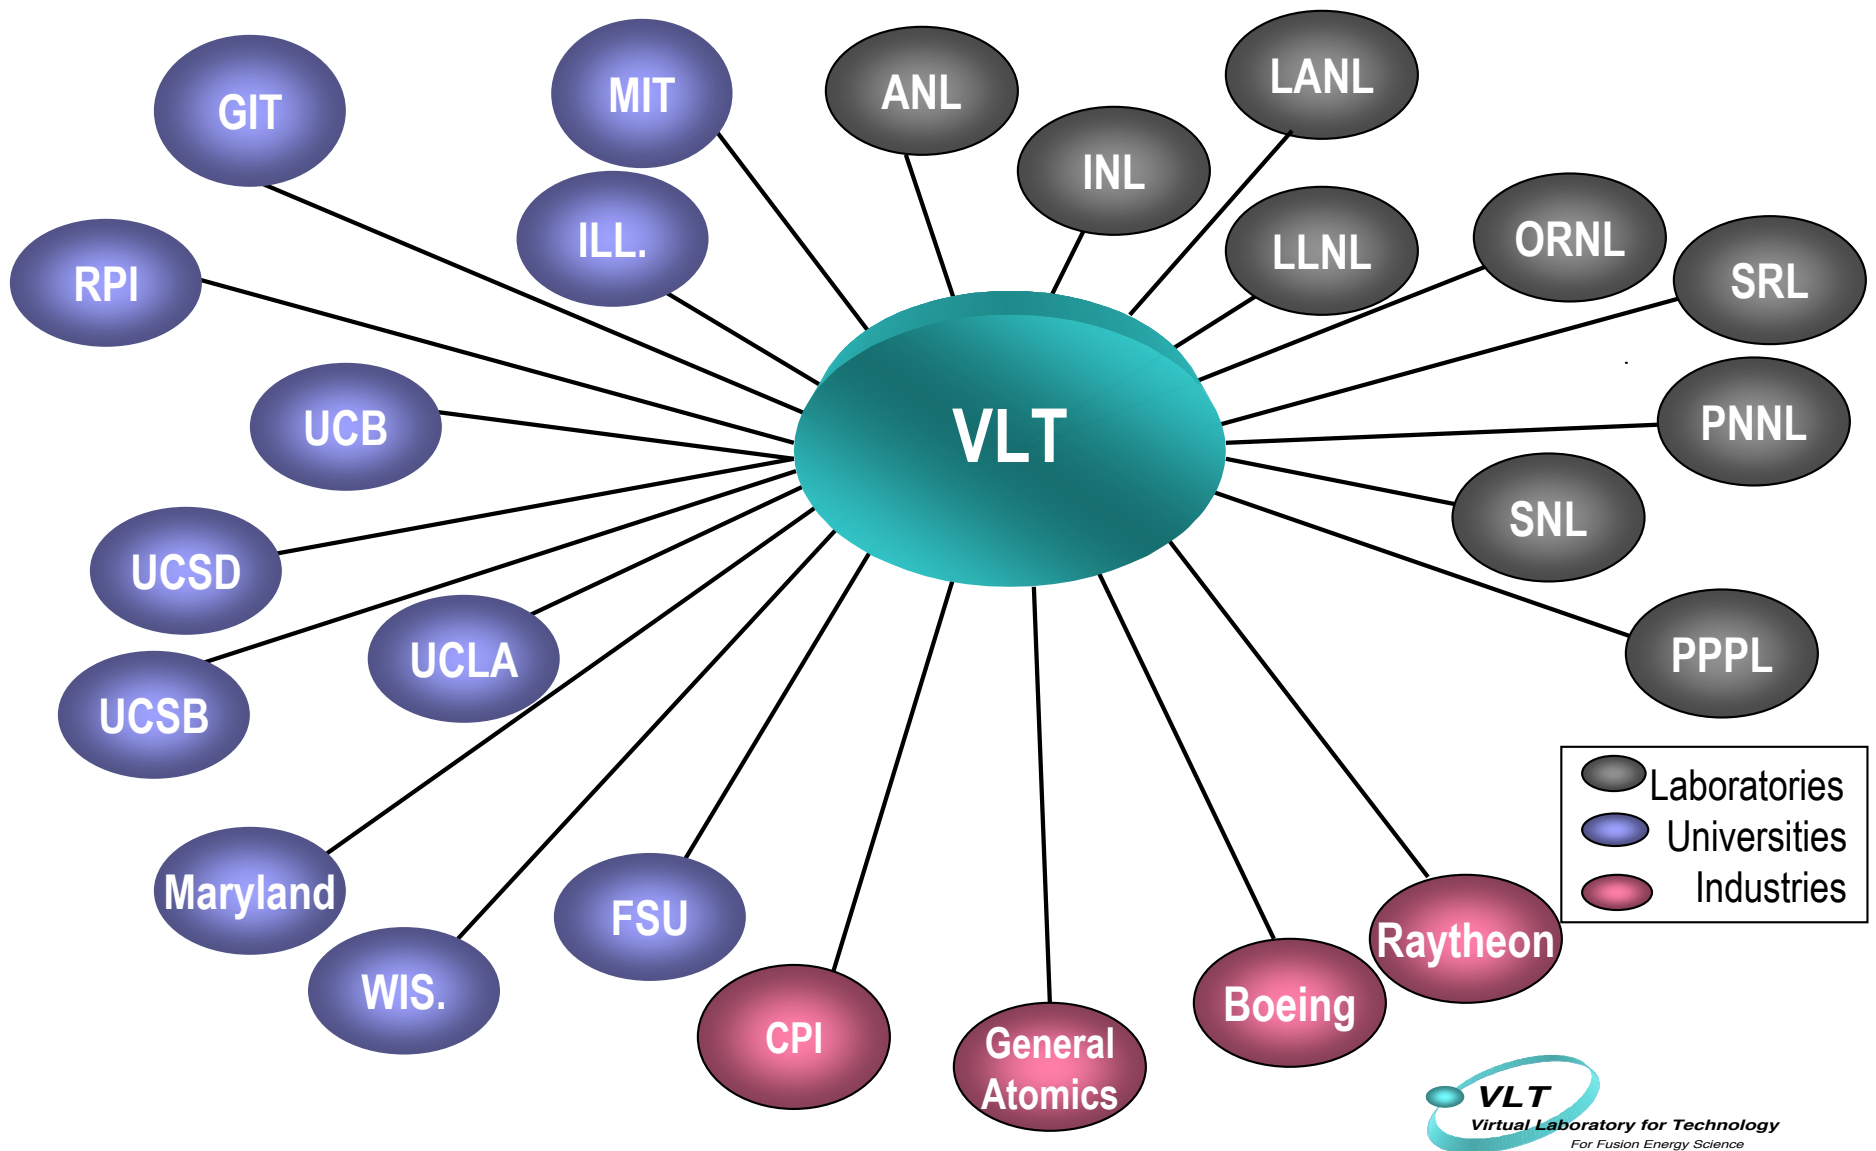 GIT
MIT
ANL
LANL
INL
ILL.
LLNL
ORNL
RPI
SRL
UCB
VLT
PNNL
SNL
UCSD
UCLA
PPPL
UCSB
Laboratories
Universities
Industries
Maryland
FSU
WIS.
Raytheon
Boeing
CPI
General
Atomics
VLT
Virtual Laboratory for Technology
For Fusion Energy Science